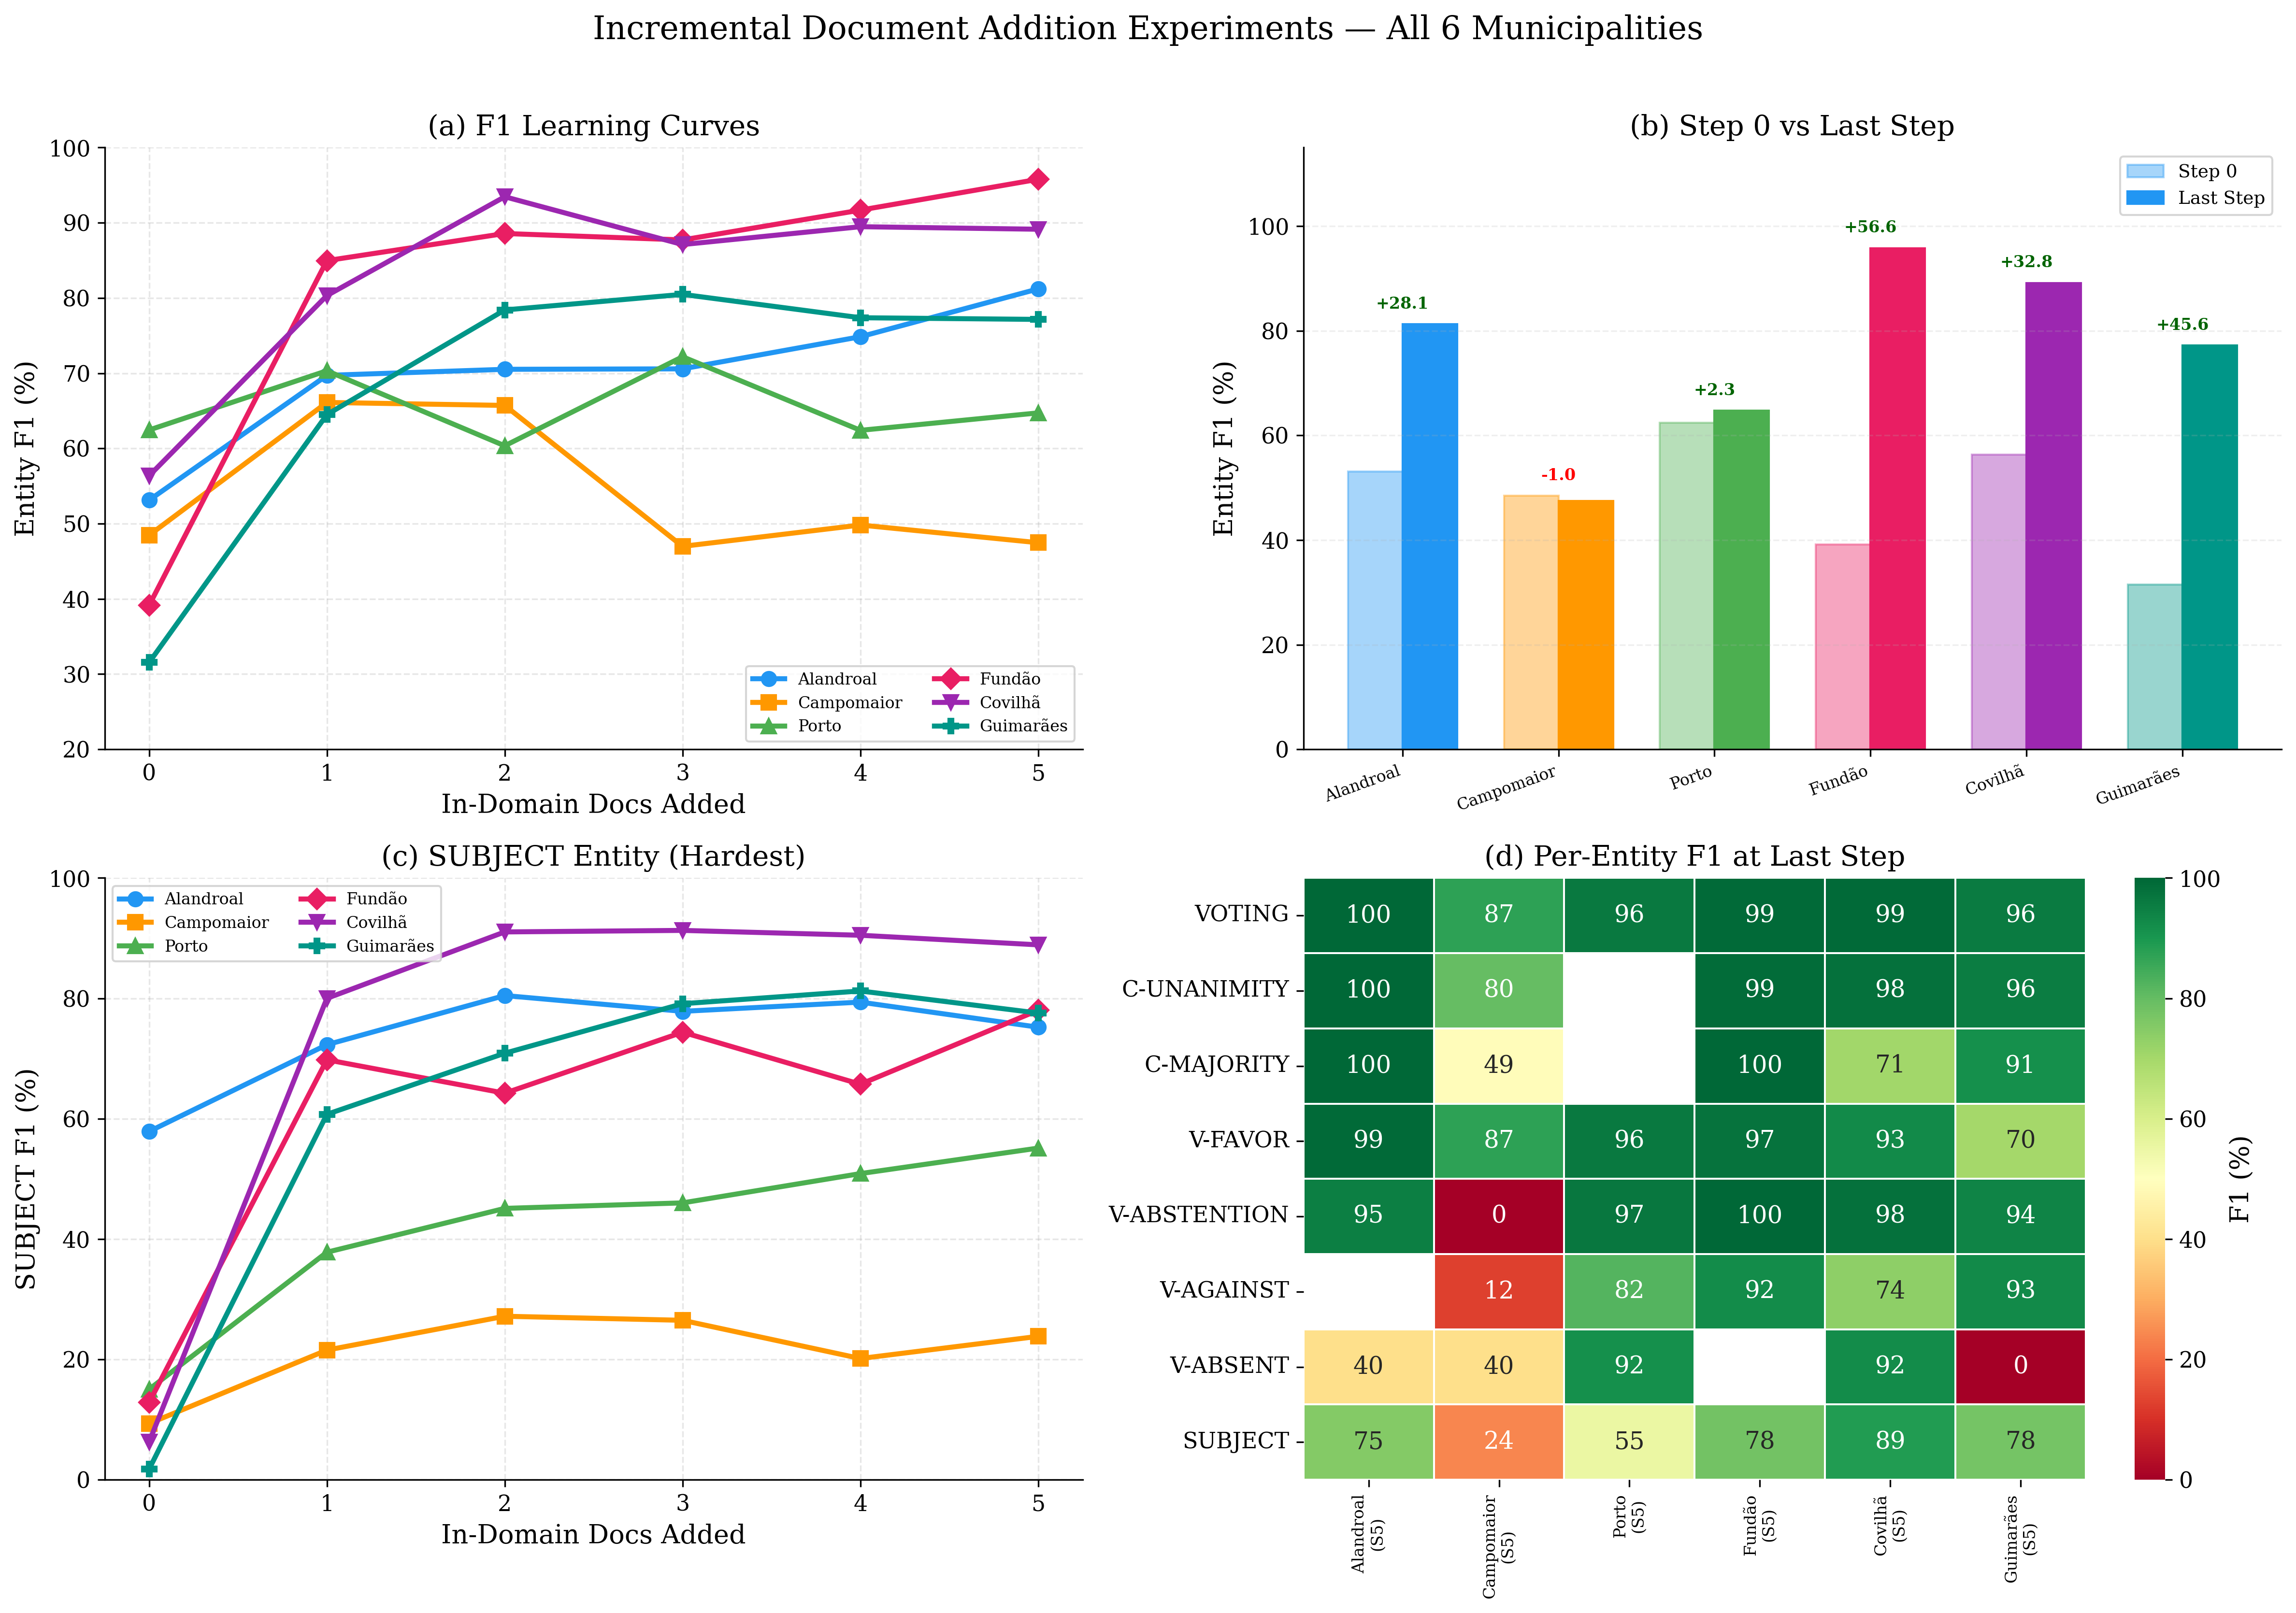 Incremental Document Addition Experiments — All 6 Municipalities
(a) F1 Learning Curves
Entity F1 (%)
100
90
80
70
60
50
40
30
20
0 1 2 3 4 5
In-Domain Docs Added
Alandroal
Campomaior
Porto
Fundão
Covilhã
Guimarães
(b) Step 0 vs Last Step
Entity F1 (%)
100
80
60
40
20
0
Step 0
Last Step
+28.1
-1.0
+2.3
+56.6
+32.8
+45.6
Alandroal
Campomaior
Porto
Fundão
Covilhã
Guimarães
(c) SUBJECT Entity (Hardest)
SUBJECT F1 (%)
100
80
60
40
20
0
Alandroal
Campomaior
Porto
Fundão
Covilhã
Guimarães
0 1 2 3 4 5
In-Domain Docs Added
(d) Per-Entity F1 at Last Step
VOTING 100 87 96 99 99 96
C-UNANIMITY 100 80 99 98 96
C-MAJORITY 100 49 100 71 91
V-FAVOR 99 87 96 97 93 70
V-ABSTENTION 95 0 97 100 98 94
V-AGAINST 12 82 92 74 93
V-ABSENT 40 40 92 92 0
SUBJECT 75 24 55 78 89 78
Alandroal
(S5)
Campomaior
(S5)
Porto
(S5)
Fundão
(S5)
Covilhã
(S5)
Guimarães
(S5)
100
80
60
40
20
0
F1 (%)